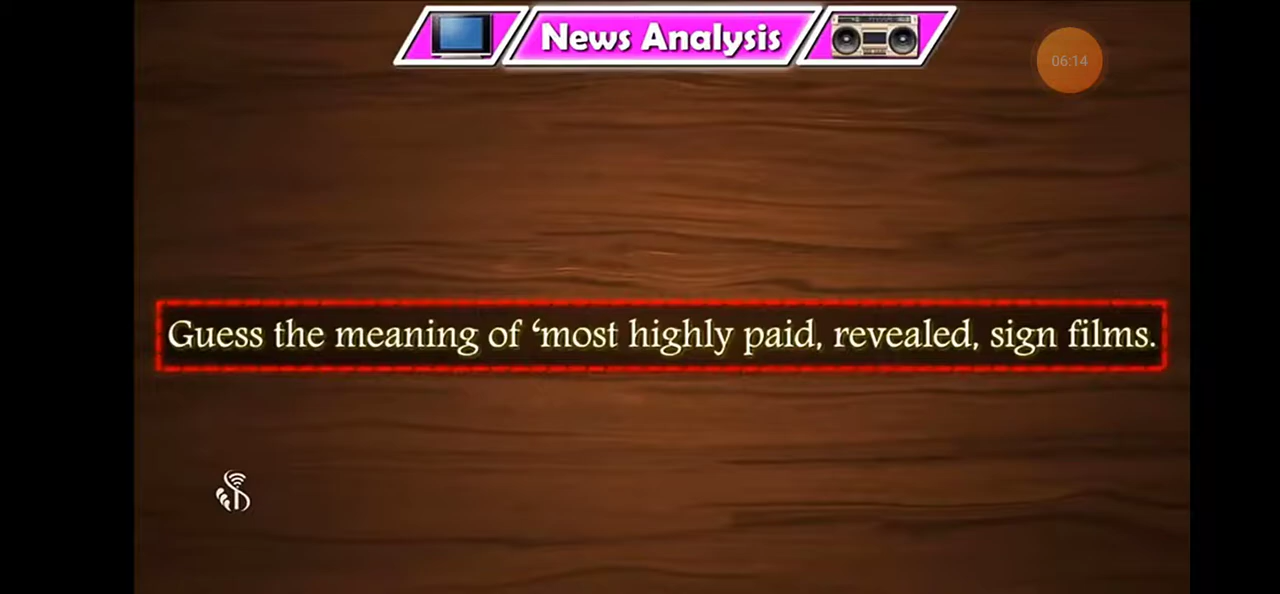 News Analysis
06:14
Guess the meaning of ‘most highly paid, revealed, sign films.